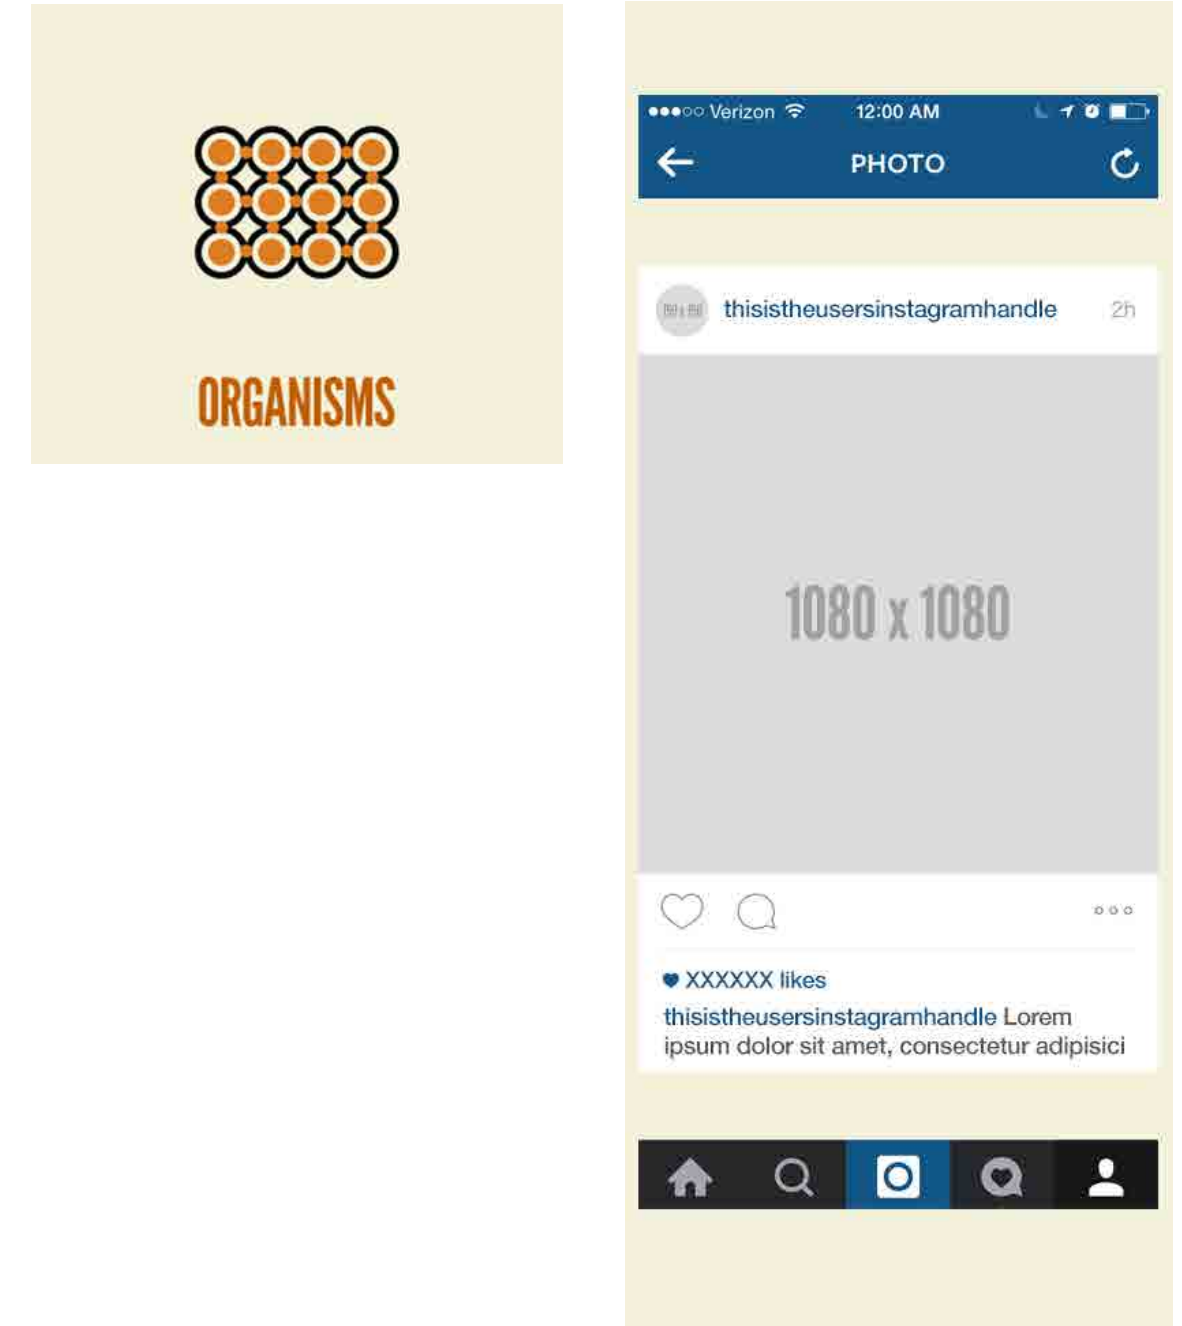 ORGANISMS
Verizon 12:00 AM
PHOTO
thisistheusersinstagramhandle 2h
1080 x 1080
XXXXXX likes
thisistheusersinstagramhandle Lorem
ipsum dolor sit amet, consectetur adipisici